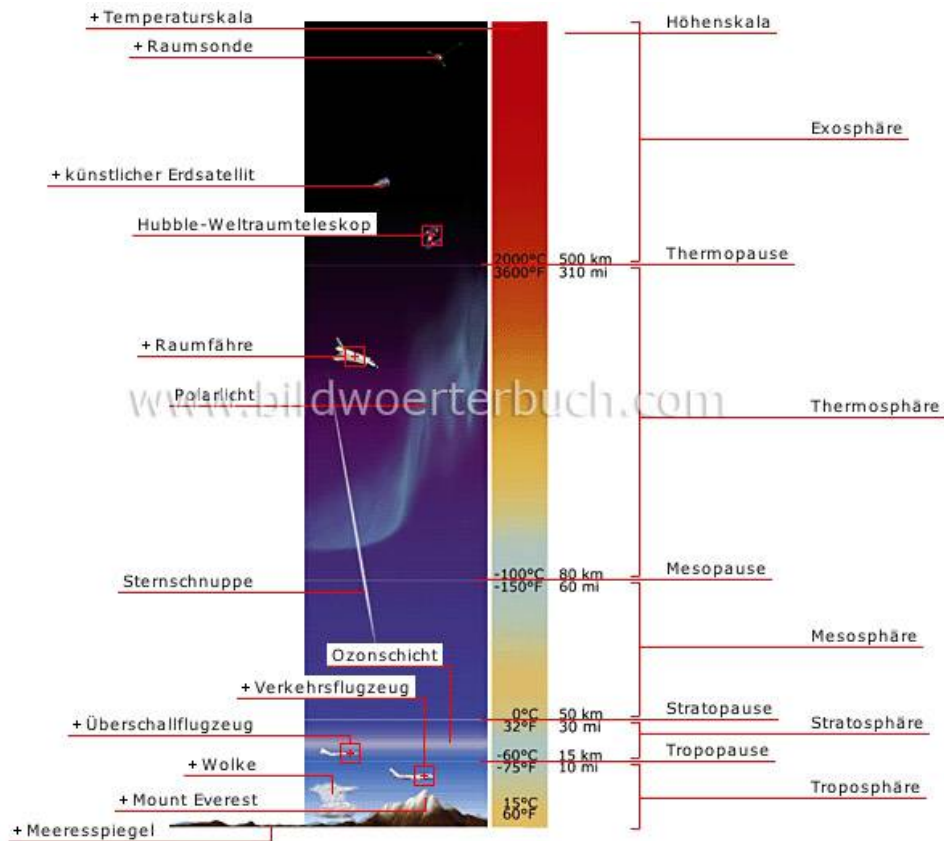 + Temperaturskala
Höhenskala
+ Raumsonde
Exosphäre
+ künstlicher Erdsatellit
Hubble-Weltraumteleskop
2000°C 500 km
3600°F 310 mi
Thermopause
+ Raumfähre
Polarlicht
www.bildwoerterbuch.com
Thermosphäre
-100°C 80 km
-150°F 60 mi
Mesopause
Sternschnuppe
Mesosphäre
Ozonschicht
+ Verkehrsflugzeug
0°C 50 km
32°F 30 mi
Stratopause
+ Überschallflugzeug
Stratosphäre
-60°C 15 km
-75°F 10 mi
Tropopause
+ Wolke
Troposphäre
+ Mount Everest
15°C
60°F
+ Meeresspiegel